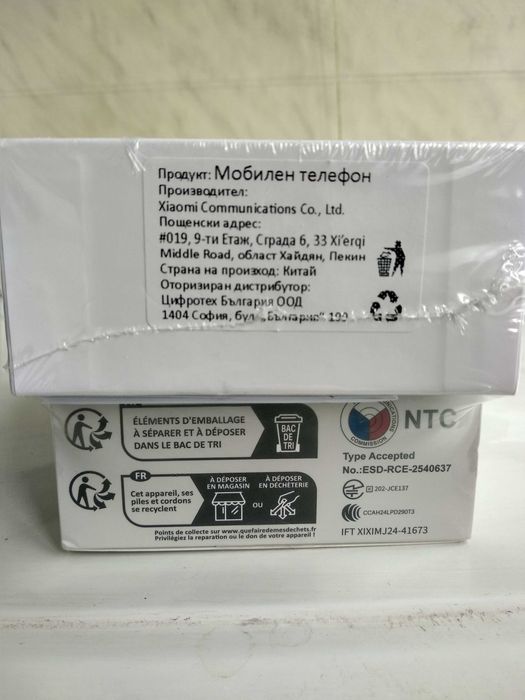 Продукт: Мобилен телефон
Производител:
Xiaomi Communications Co., Ltd.
Пощенски адрес:
#019, 9-ти Етаж, Сграда 6, 33 Xi'erqi
Middle Road, област Хайдян, Пекин
Страна на произход: Китай
Оторизиран дистрибутор:
Цифротех България ООД
1404 София, бул „България“ 109
ÉLÉMENTS D'EMBALLAGE
À SÉPARER ET À DÉPOSER
DANS LE BAC DE TRI
BAC
DE
TRI
FR
Cet appareil, ses
piles et cordons
se recyclent
À DÉPOSER
EN MAGASIN
OU
À DÉPOSER
EN DÉCHÈTERIE
Points de collecte sur www.quefairedemesdechets.fr
Privilégiez la réparation ou le don de votre appareil !
COMMISSION
NTC
Type Accepted
No.:ESD-RCE-2540637
202-JCE137
CCAH24LP0290T3
IFT XIXIMJ24-41673